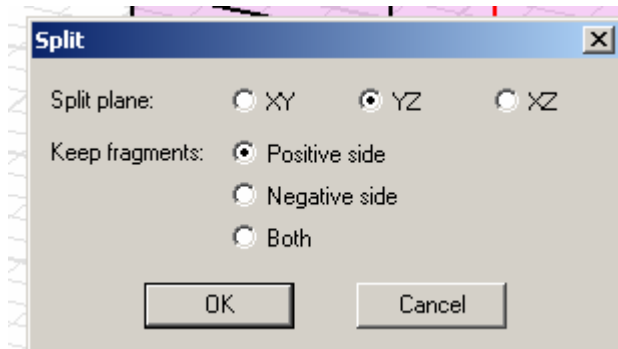 Split
Split plane: XY YZ XZ
Keep fragments: Positive side
Negative side
Both
OK Cancel